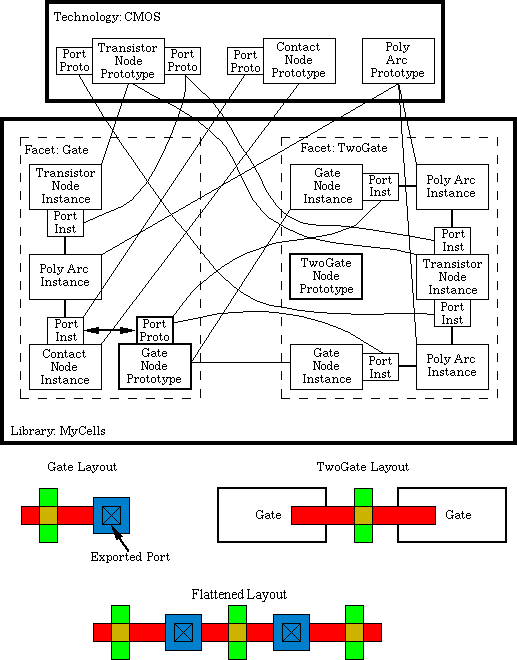 Technology: CMOS
Port
Proto
Transistor
Node
Prototype
Port
Proto
Port
Proto
Contact
Node
Prototype
Poly
Arc
Prototype
Facet: Gate
Transistor
Node
Instance
Port
Inst
Poly Arc
Instance
Port
Inst
Contact
Node
Instance
Port
Proto
Gate
Node
Prototype
Facet: TwoGate
Gate
Node
Instance
Port
Inst
Poly Arc
Instance
Port
Inst
TwoGate
Node
Prototype
Transistor
Node
Instance
Port
Inst
Gate
Node
Instance
Port
Inst
Poly Arc
Instance
Library: MyCells
Gate Layout
Exported Port
TwoGate Layout
Gate
Gate
Flattened Layout